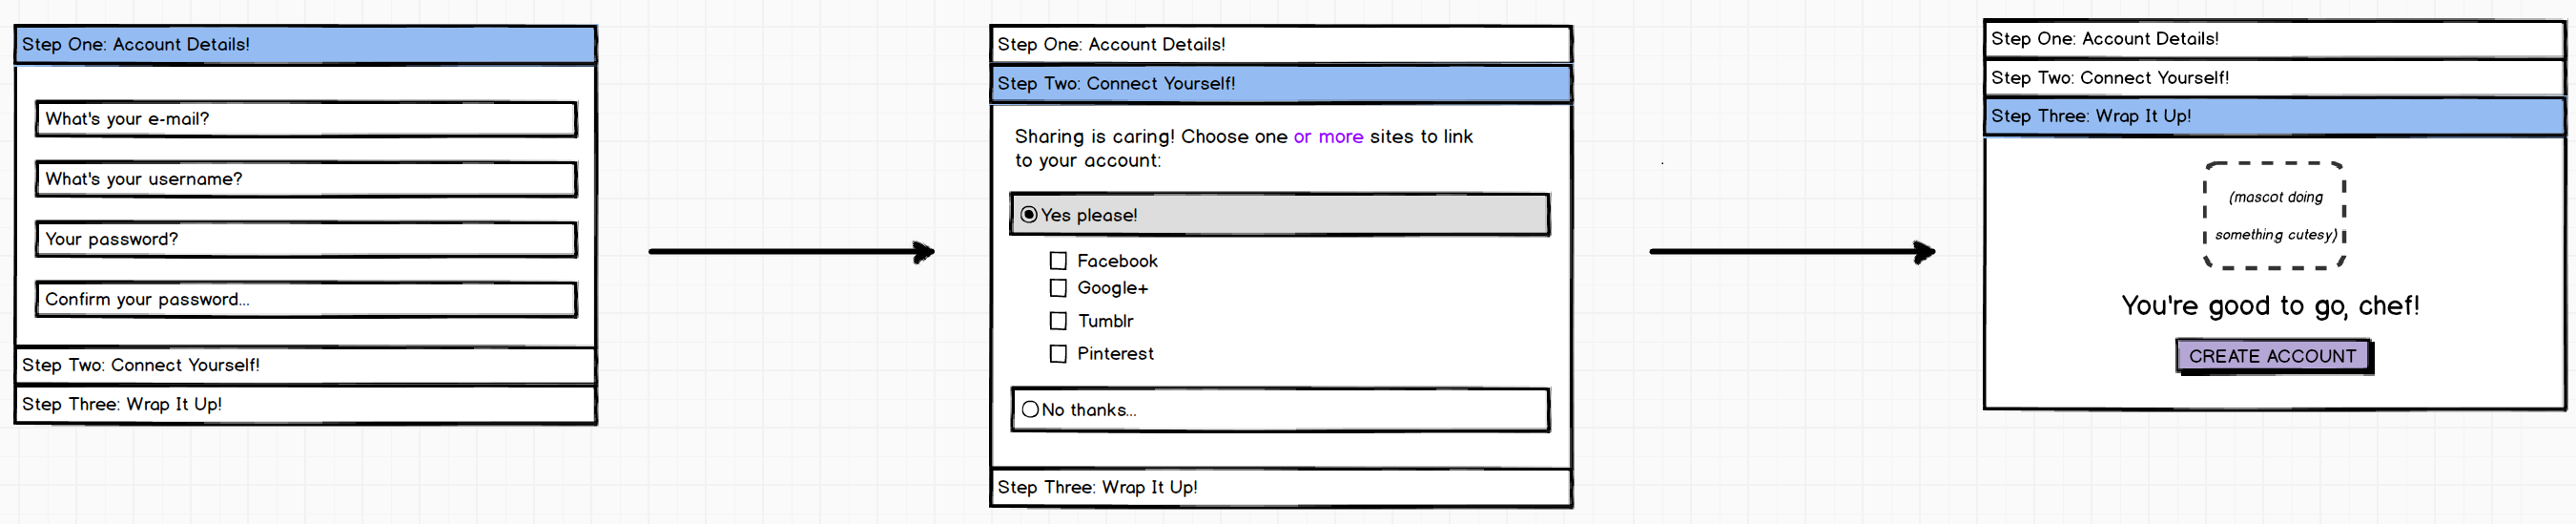 Step One: Account Details!
What's your e-mail?
What's your username?
Your password?
Confirm your password...
Step Two: Connect Yourself!
Step Three: Wrap It Up!
Step One: Account Details!
Step Two: Connect Yourself!
Sharing is caring! Choose one or more sites to link
to your account:
Yes please!
Facebook
Google+
Tumblr
Pinterest
No thanks...
Step Three: Wrap It Up!
Step One: Account Details!
Step Two: Connect Yourself!
Step Three: Wrap It Up!
(mascot doing
something cutesy)
You're good to go, chef!
CREATE ACCOUNT